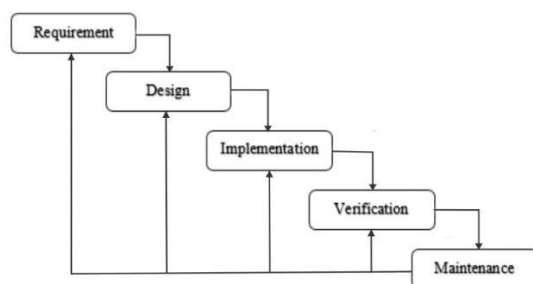 Requirement
Design
Implementation
Verification
Maintenance